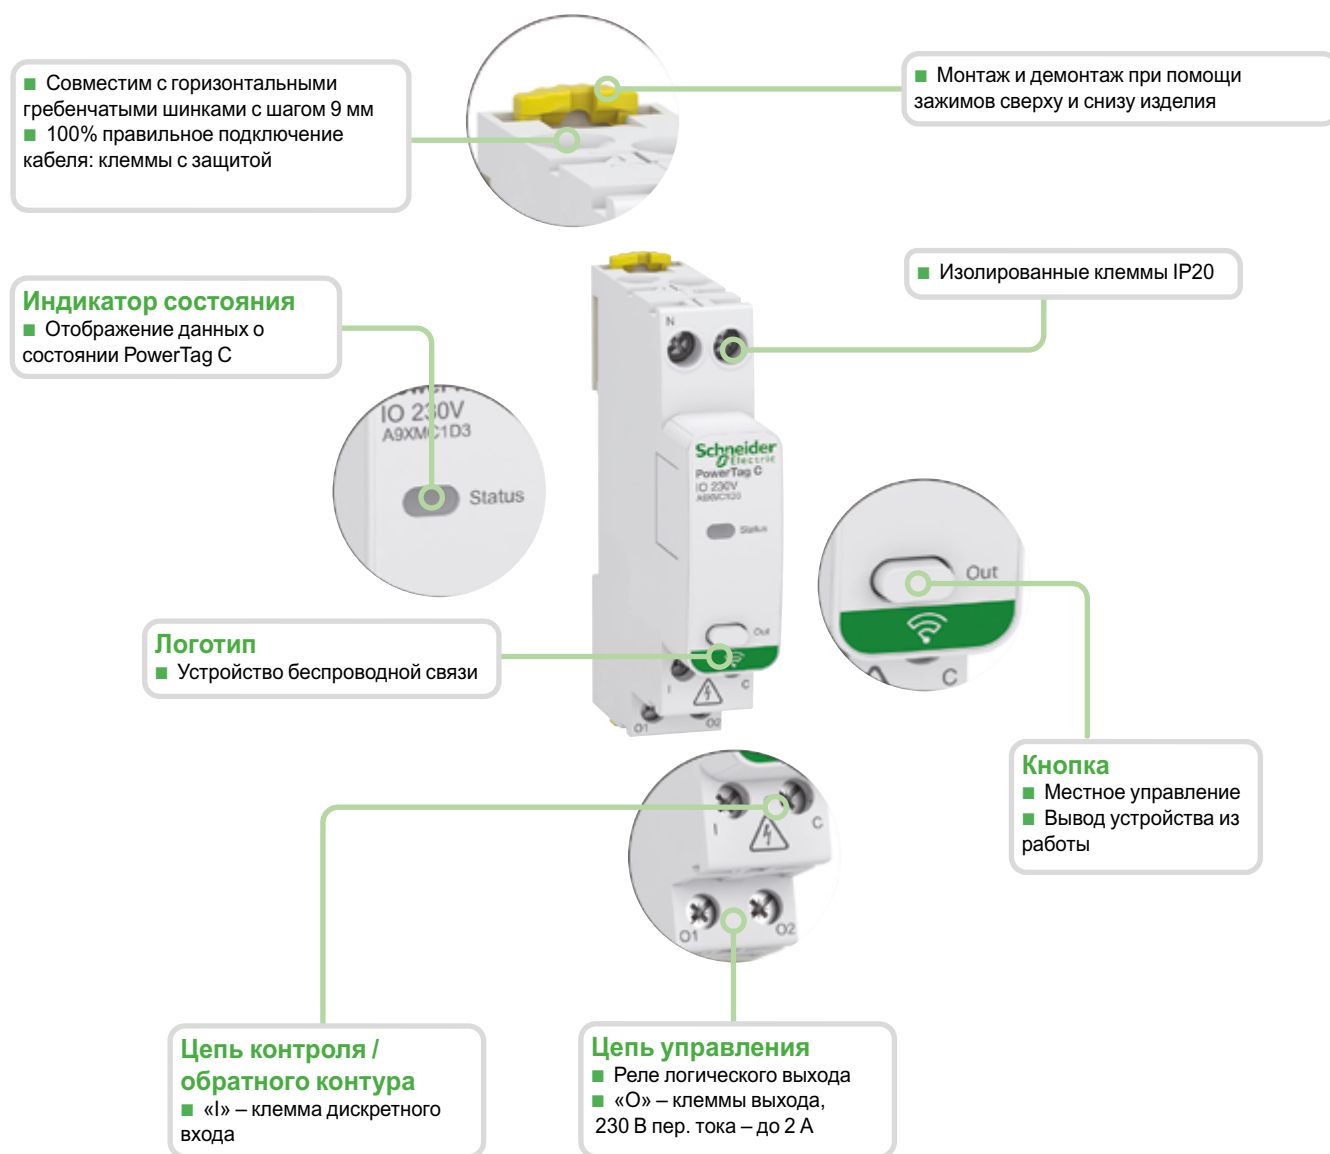 ■ Совместим с горизонтальными
гребенчатыми шинками с шагом 9 мм
■ 100% правильное подключение
кабеля: клеммы с защитой
■ Монтаж и демонтаж при помощи
зажимов сверху и снизу изделия
■ Изолированные клеммы IP20
Индикатор состояния
■ Отображение данных о
состоянии PowerTag C
IO 230V
A9XMC1D3
Status
N
Schneider
Electric
PowerTag C
IO 230V
Status
Out
I
C
O1
O2
Out
C
Логотип
■ Устройство беспроводной связи
Кнопка
■ Местное управление
■ Вывод устройства из
работы
I
C
O1
O2
Цепь контроля /
обратного контура
■ «I» – клемма дискретного
входа
Цепь управления
■ Реле логического выхода
■ «О» – клеммы выхода,
230 В пер. тока – до 2 А